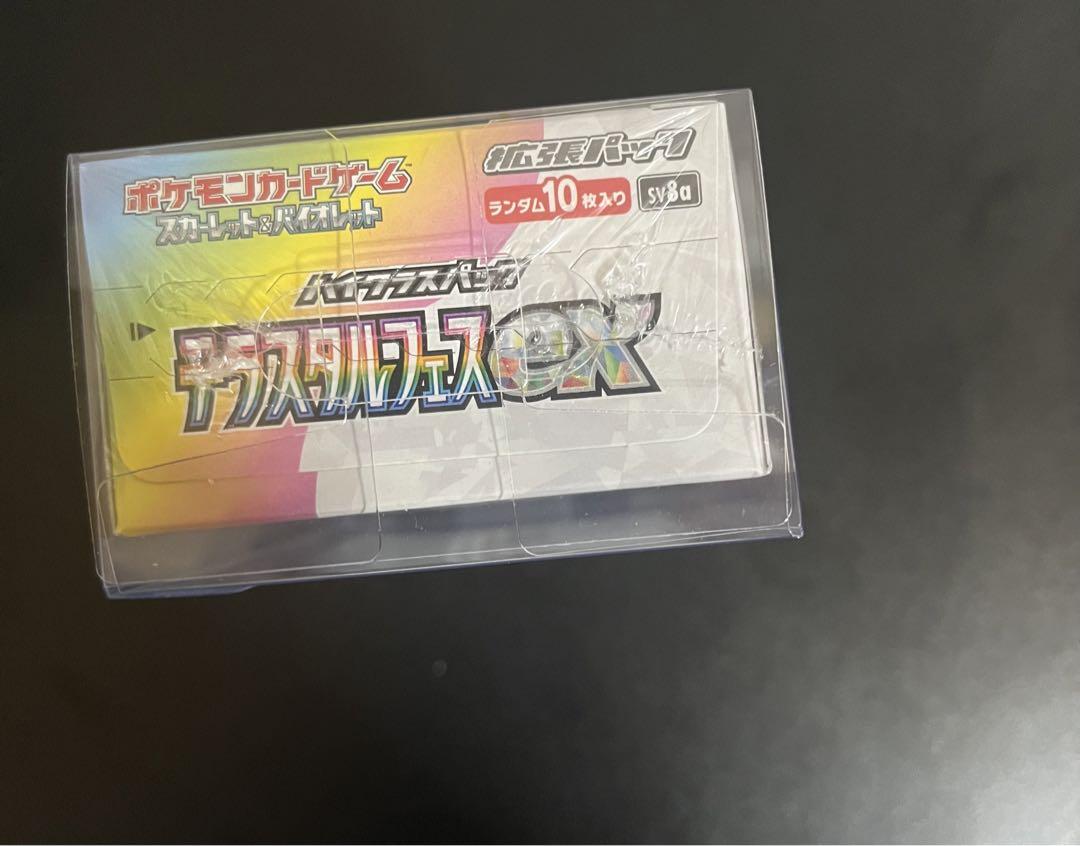 ポケモンカードゲーム™
スカーレット&バイオレット
拡張パック
ランダム10枚入り
SV8a
ハイクラスパック
テラスタルフェスex